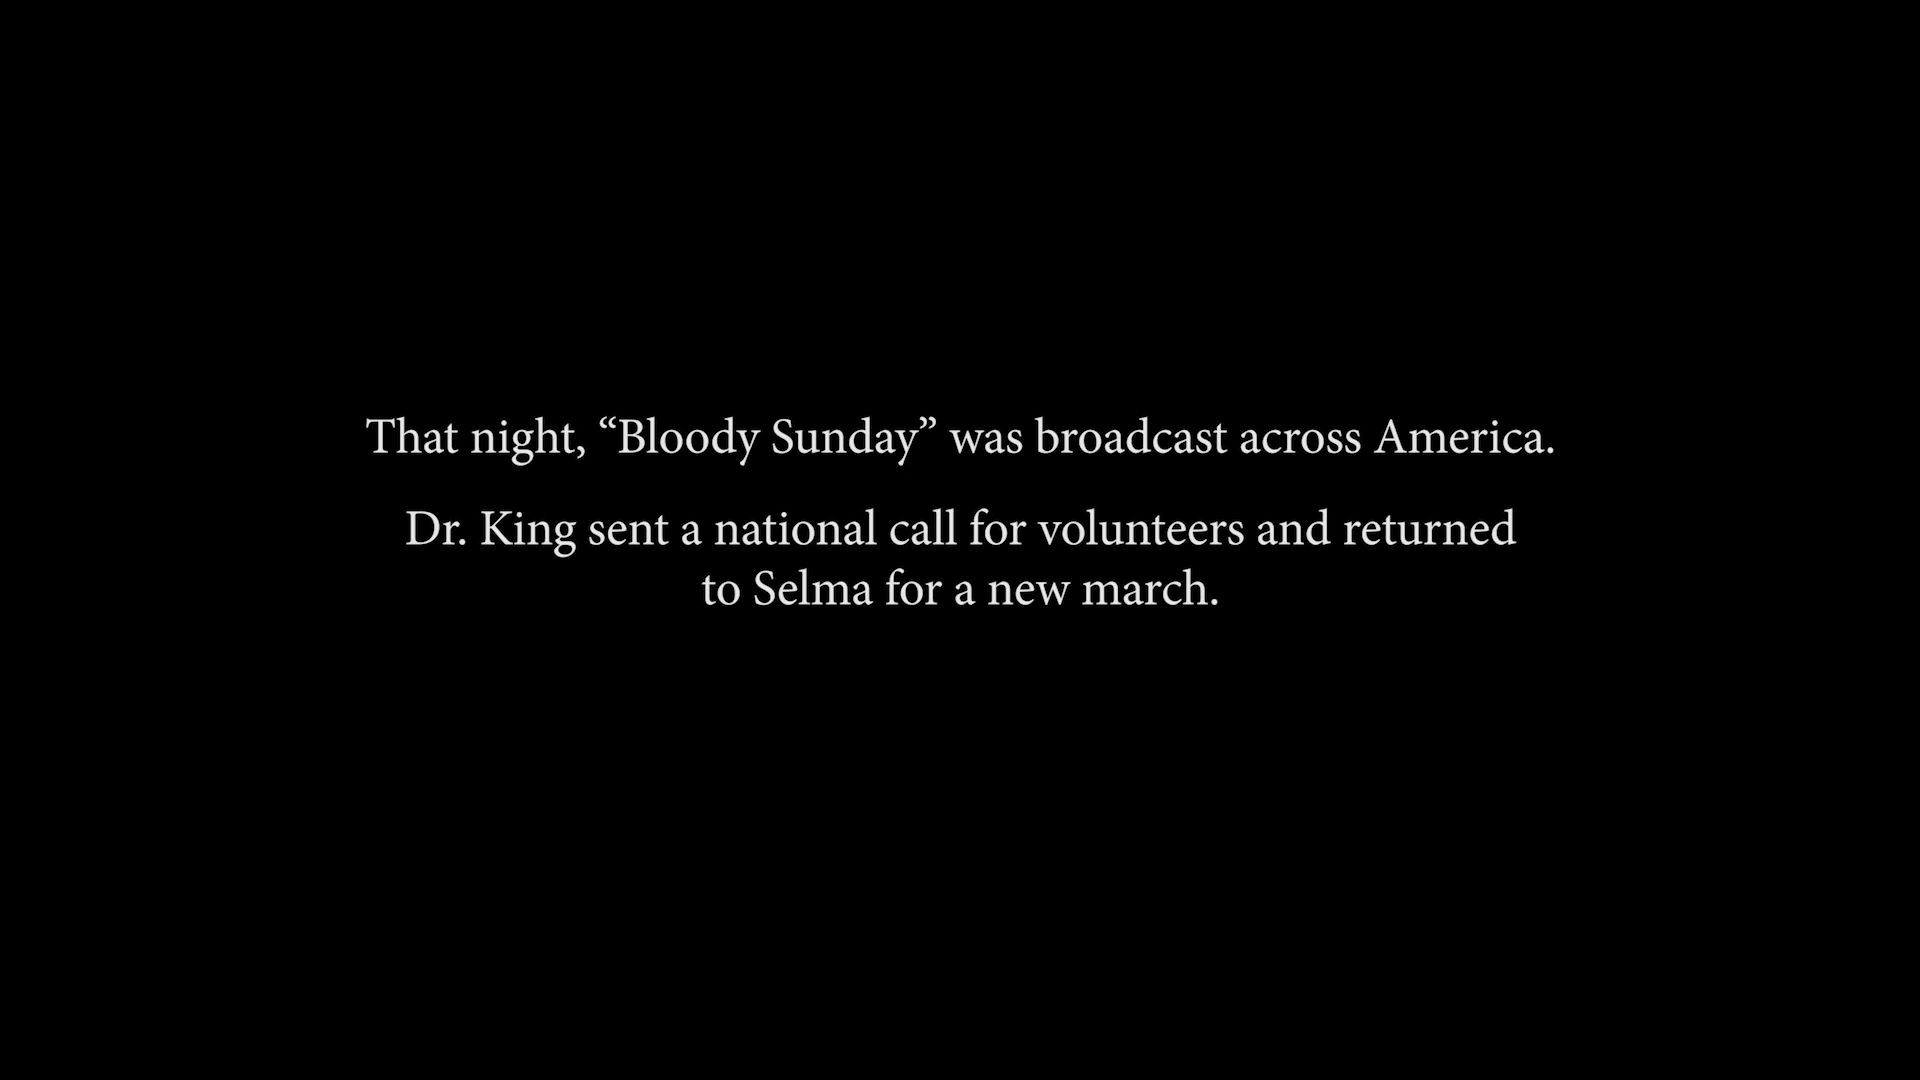 That night, “Bloody Sunday” was broadcast across America.
Dr. King sent a national call for volunteers and returned
to Selma for a new march.